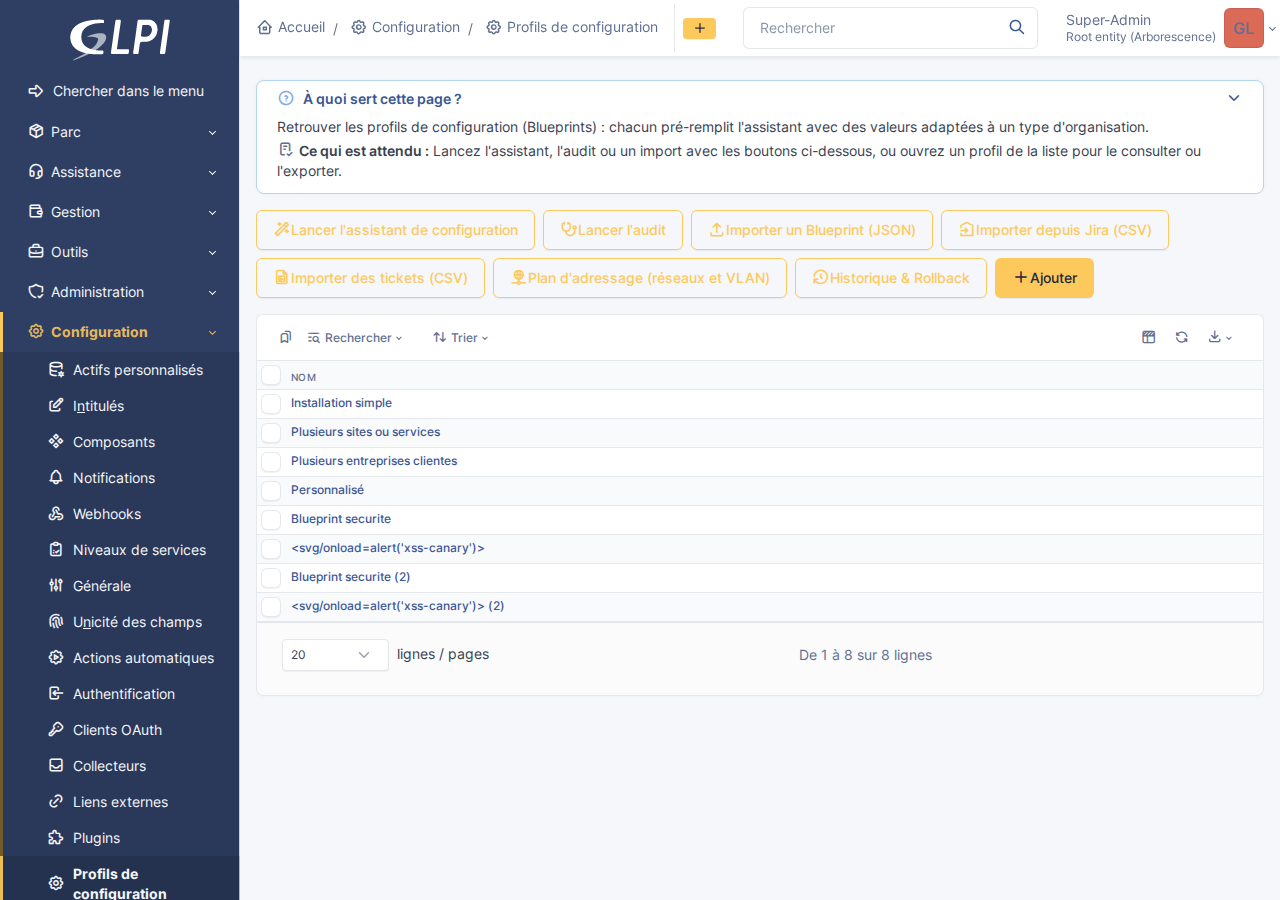 GLPI
Chercher dans le menu
Parc
Assistance
Gestion
Outils
Administration
Configuration
Actifs personnalisés
Intitulés
Composants
Notifications
Webhooks
Niveaux de services
Générale
Unicité des champs
Actions automatiques
Authentification
Clients OAuth
Collecteurs
Liens externes
Plugins
Profils de
configuration
Accueil / Configuration / Profils de configuration
Rechercher
Super-Admin
Root entity (Arborescence)
GL
À quoi sert cette page ?
Retrouver les profils de configuration (Blueprints) : chacun pré-remplit l'assistant avec des valeurs adaptées à un type d'organisation.
Ce qui est attendu : Lancez l'assistant, l'audit ou un import avec les boutons ci-dessous, ou ouvrez un profil de la liste pour le consulter ou
l'exporter.
Lancer l'assistant de configuration
Lancer l'audit
Importer un Blueprint (JSON)
Importer depuis Jira (CSV)
Importer des tickets (CSV)
Plan d'adressage (réseaux et VLAN)
Historique & Rollback
Ajouter
Rechercher
Trier
NOM
Installation simple
Plusieurs sites ou services
Plusieurs entreprises clientes
Personnalisé
Blueprint securite
<svg/onload=alert('xss-canary')>
Blueprint securite (2)
<svg/onload=alert('xss-canary')> (2)
20 lignes / pages
De 1 à 8 sur 8 lignes